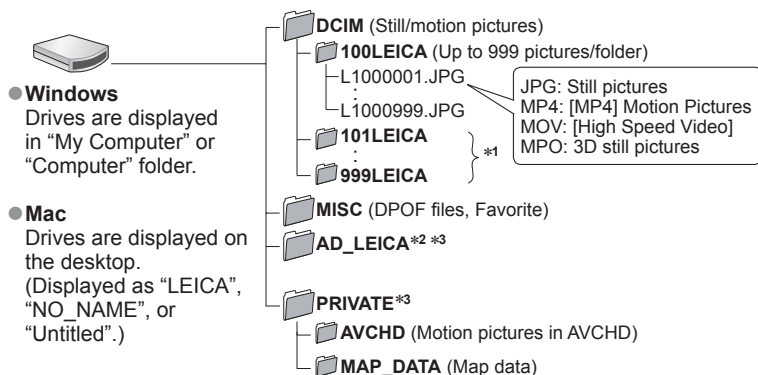 ●Windows
Drives are displayed
in “My Computer” or
“Computer” folder.
●Mac
Drives are displayed on
the desktop.
(Displayed as “LEICA”,
“NO_NAME”, or
“Untitled”.)
DCIM (Still/motion pictures)
100LEICA (Up to 999 pictures/folder)
L1000001.JPG
L1000999.JPG
JPG: Still pictures
MP4: [MP4] Motion Pictures
MOV: [High Speed Video]
MPO: 3D still pictures
101LEICA
*1
999LEICA
MISC (DPOF files, Favorite)
AD_LEICA*2 *3
PRIVATE*3
AVCHD (Motion pictures in AVCHD)
MAP_DATA (Map data)